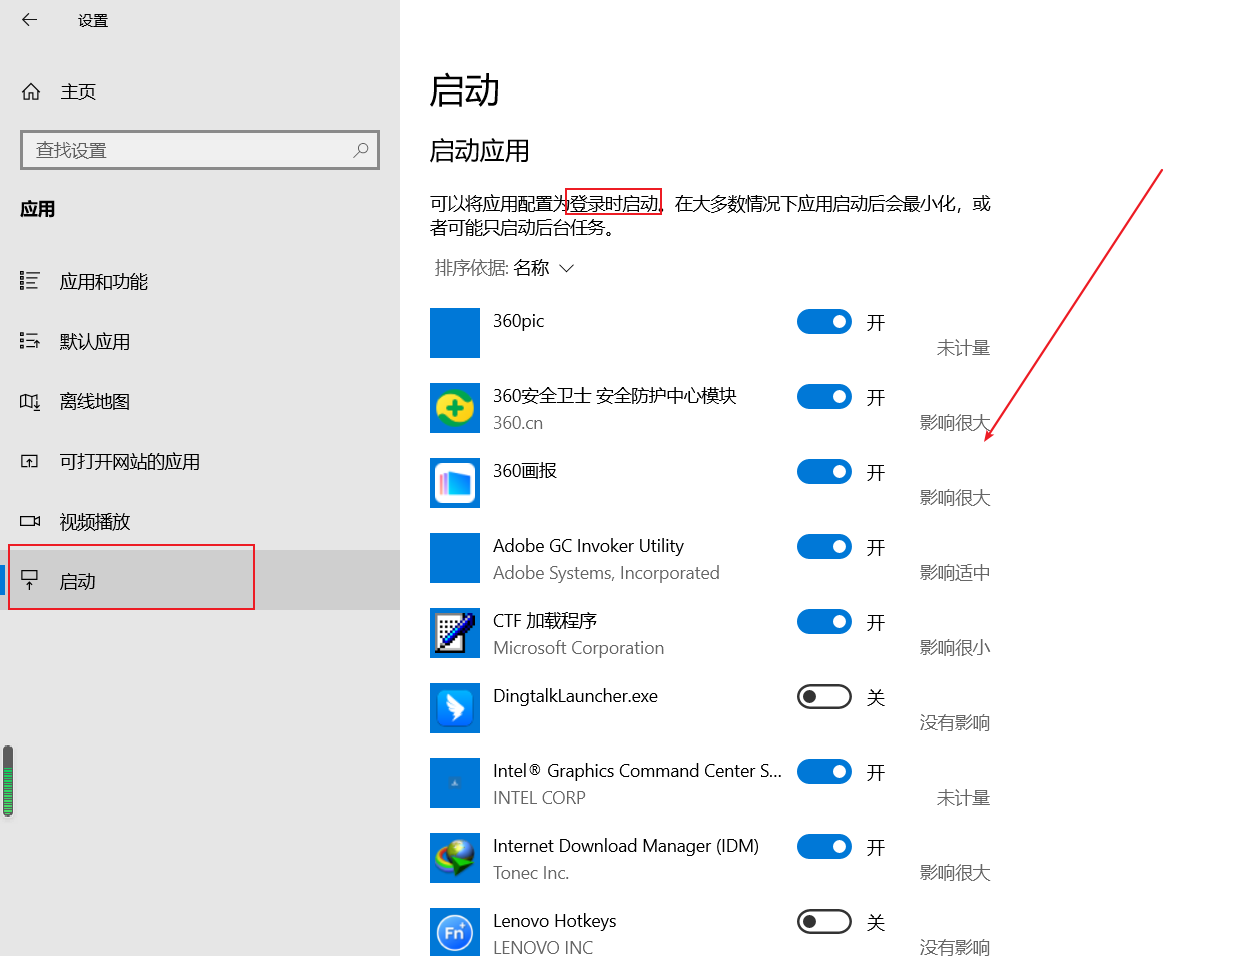 设置
主页
查找设置
应用
应用和功能
默认应用
离线地图
可打开网站的应用
视频播放
启动
启动
启动应用
可以将应用配置为登录时启动。在大多数情况下应用启动后会最小化，或
者可能只启动后台任务。
排序依据: 名称
360pic
开
未计量
360安全卫士 安全防护中心模块
360.cn
开
影响很大
360画报
开
影响很大
Adobe GC Invoker Utility
Adobe Systems, Incorporated
开
影响适中
CTF 加载程序
Microsoft Corporation
开
影响很小
DingtalkLauncher.exe
关
没有影响
Intel® Graphics Command Center S...
INTEL CORP
开
未计量
Internet Download Manager (IDM)
Tonec Inc.
开
影响很大
Fn
Lenovo Hotkeys
LENOVO INC
关
没有影响